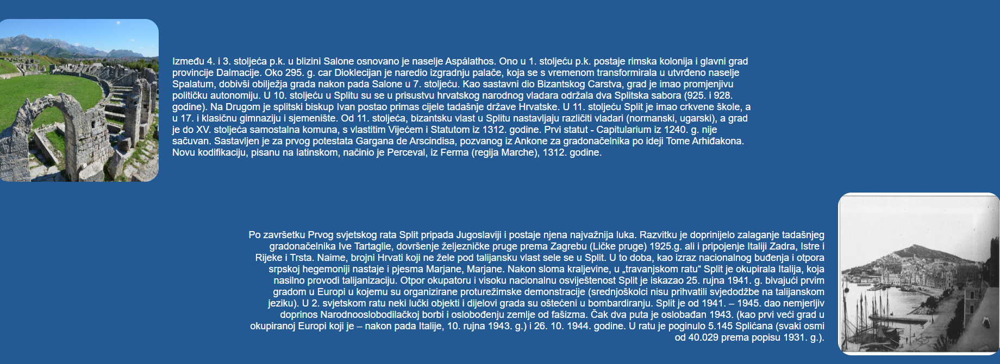 Između 4. i 3. stoljeća p.k. u blizini Salone osnovano je naselje Aspálathos. Ono u 1. stoljeću p.k. postaje rimska kolonija i glavni grad
provincije Dalmacije. Oko 295. g. car Dioklecijan je naredio izgradnju palače, koja se s vremenom transformirala u utvrđeno naselje
Spalatum, dobivši obilježja grada nakon pada Salone u 7. stoljeću. Kao sastavni dio Bizantskog Carstva, grad je imao promjenjivu
političku autonomiju. U 10. stoljeću u Splitu su se u prisustvu hrvatskog narodnog vladara održala dva Splitska sabora (925. i 928.
godine). Na Drugom je splitski biskup Ivan postao primas cijele tadašnje države Hrvatske. U 11. stoljeću Split je imao crkvene škole, a
u 17. i klasičnu gimnaziju i sjemenište. Od 11. stoljeća, bizantsku vlast u Splitu nastavljaju različiti vladari (normanski, ugarski), a grad
je do XV. stoljeća samostalna komuna, s vlastitim Vijećem i Statutom iz 1312. godine. Prvi statut - Capitularium iz 1240. g. nije
sačuvan. Sastavljen je za prvog potestata Gargana de Arscindisa, pozvanog iz Ankone za gradonačelnika po ideji Tome Arhiđakona.
Novu kodifikaciju, pisanu na latinskom, načinio je Perceval, iz Ferma (regija Marche), 1312. godine.
Po završetku Prvog svjetskog rata Split pripada Jugoslaviji i postaje njena najvažnija luka. Razvitku je doprinijelo zalaganje tadašnjeg
gradonačelnika Ive Tartaglie, dovršenje željezničke pruge prema Zagrebu (Ličke pruge) 1925.g. ali i pripojenje Italiji Zadra, Istre i
Rijeke i Trsta. Naime, brojni Hrvati koji ne žele pod talijansku vlast sele se u Split. U to doba, kao izraz nacionalnog buđenja i otpora
srpskoj hegemoniji nastaje i pjesma Marjane, Marjane. Nakon sloma kraljevine, u „travanjskom ratu“ Split je okupirala Italija, koja
nasilno provodi talijanizaciju. Otpor okupatoru i visoku nacionalnu osviještenost Split je iskazao 25. rujna 1941. g. bivajući prvim
gradom u Europi u kojemu su organizirane proturežimske demonstracije (srednjoškolci nisu prihvatili svjedodžbe na talijanskom
jeziku). U 2. svjetskom ratu neki lučki objekti i dijelovi grada su oštećeni u bombardiranju. Split je od 1941. – 1945. dao nemjerljiv
doprinos Narodnooslobodilačkoj borbi i oslobođenju zemlje od fašizma. Čak dva puta je oslobađan 1943. (kao prvi veći grad u
okupiranoj Europi koji je – nakon pada Italije, 10. rujna 1943. g.) i 26. 10. 1944. godine. U ratu je poginulo 5.145 Splićana (svaki osmi
od 40.029 prema popisu 1931. g.).